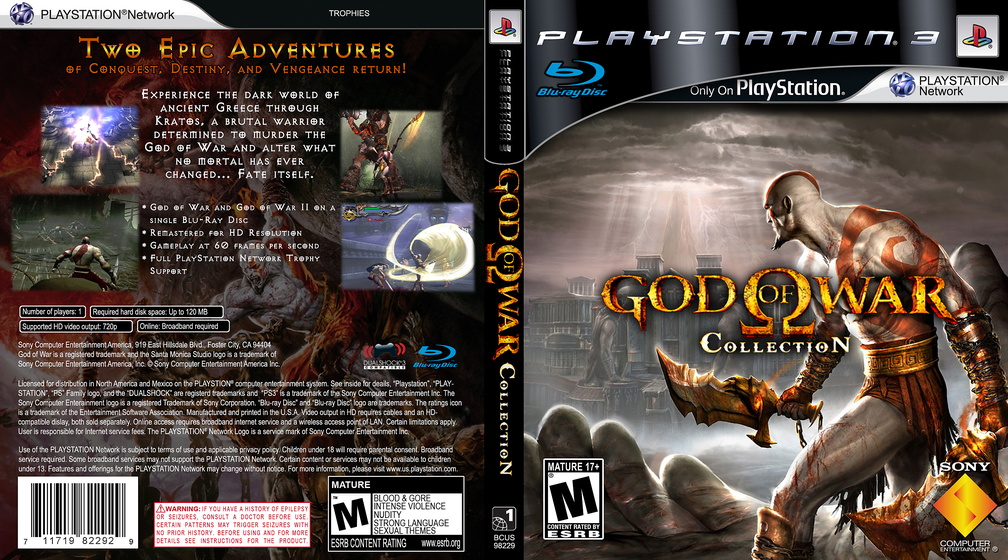 PLAYSTATION®Network
TROPHIES
TWO EPIC ADVENTURES
OF CONQUEST, DESTINY, AND VENGEANCE RETURN!
EXPERIENCE THE DARK WORLD OF
ANCIENT GREECE THROUGH
KRATOS, A BRUTAL WARRIOR
DETERMINED TO MURDER THE
GOD OF WAR AND ALTER WHAT
NO MORTAL HAS EVER
CHANGED... FATE ITSELF.
• GOD OF WAR AND GOD OF WAR II ON A
SINGLE BLU-RAY DISC
• REMASTERED FOR HD RESOLUTION
• GAMEPLAY AT 60 FRAMES PER SECOND
• FULL PLAYSTATION NETWORK TROPHY
SUPPORT
Number of players: 1
Required hard disk space: Up to 120 MB
Supported HD video output: 720p
Online: Broadband required
Sony Computer Entertainment America, 919 East Hillsdale Blvd., Foster City, CA 94404
God of War is a registered trademark and the Santa Monica Studio logo is a trademark of
Sony Computer Entertainment America, Inc. © Sony Computer Entertainment America Inc.
DUALSHOCK3
COMPATIBLE
Blu-ray Disc
Licensed for distribution in North America and Mexico on the PLAYSTION® computer entertainment system. See inside for deails, "Playstation", "PLAY-
STATION", "PS" Family logo, and the "DUALSHOCK" are registered trademarks and "PS3" is a trademark of the Sony Computer Entertainment Inc. The
Sony Computer Entertainment logo is a registered Trademark of Sony Corporation. "Blu-ray Disc" and "Blu-ray Disc" logo are trademarks. The ratings icon
is a trademark of the Entertainment Software Association. Manufactured and printed in the U.S.A. Video output in HD requires cables and an HD-
compatible dislay, both sold separately. Online access requires broadband internet service and a wireless access point of LAN. Certain limitations apply.
User is responsible for Internet service fees. The PLAYSTATION® Network Logo is a service mark of Sony Computer Entertainment Inc.
Use of the PLAYSTATION Network is subject to terms of use and applicable privacy policy. Children under 18 will require parental consent. Broadband
service required. Some broadband services may not support the PLAYSTATION Network. Certain content or services may not be available to children
under 13. Features and offerings for the PLAYSTATION Network may change without notice. For more information, please visit www.us.playstation.com.
7 11719 82292 9
WARNING: IF YOU HAVE A HISTORY OF EPILEPSY
OR SEIZURES, CONSULT A DOCTOR BEFORE USE.
CERTAIN PATTERNS MAY TRIGGER SEIZURES WITH
NO PRIOR HISTORY. BEFORE USING AND FOR MORE
DETAILS SEE INSTRUCTIONS FOR THE PRODUCT.
MATURE
M
BLOOD & GORE
INTENSE VIOLENCE
NUDITY
STRONG LANGUAGE
SEXUAL THEMES
ESRB CONTENT RATING www.esrb.org
PLAYSTATION 3
GOD OF WAR COLLECTION
1
BCUS
98229
PLAYSTATION 3
Blu-ray Disc
Only On PlayStation.
PLAYSTATION®
Network
GOD OF WAR
COLLECTION
MATURE 17+
M
CONTENT RATED BY
ESRB
SONY
COMPUTER
ENTERTAINMENT®